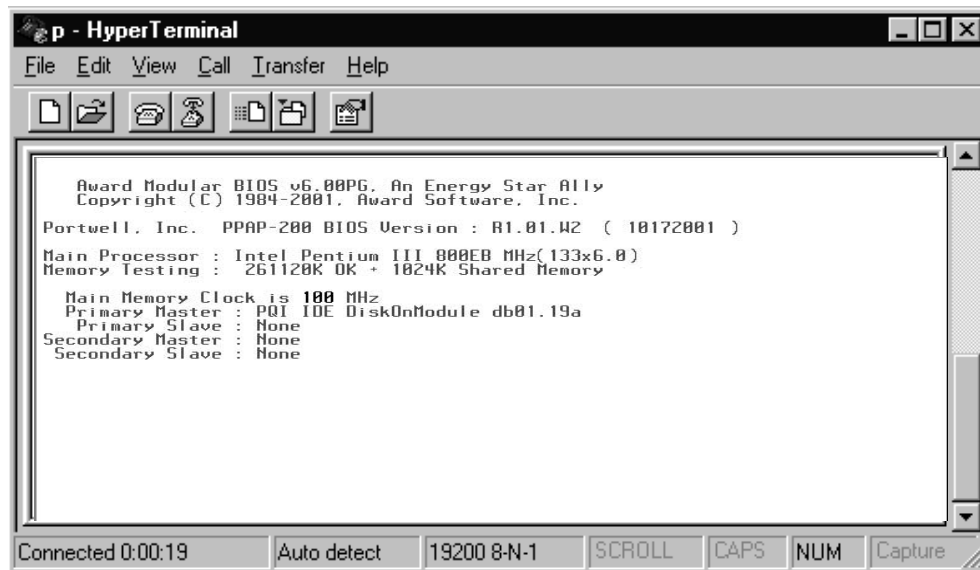 p - HyperTerminal
File Edit View Call Transfer Help
Award Modular BIOS v6.00PG, An Energy Star Ally
Copyright (C) 1984-2001, Award Software, Inc.
Portwell, Inc. PPAP-200 BIOS Version : R1.01.W2 ( 10172001 )
Main Processor : Intel Pentium III 800EB MHz(133x6.0)
Memory Testing : 261120K OK + 1024K Shared Memory
Main Memory Clock is 100 MHz
Primary Master : PQI IDE DiskOnModule db01.19a
Primary Slave : None
Secondary Master : None
Secondary Slave : None
Connected 0:00:19 Auto detect 19200 8-N-1 SCROLL CAPS NUM Capture